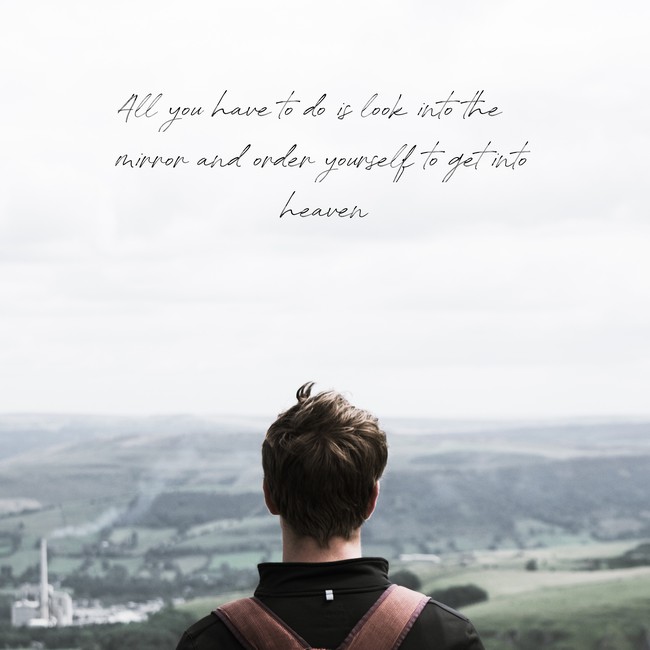 All you have to do is look into the
mirror and order yourself to get into
heaven